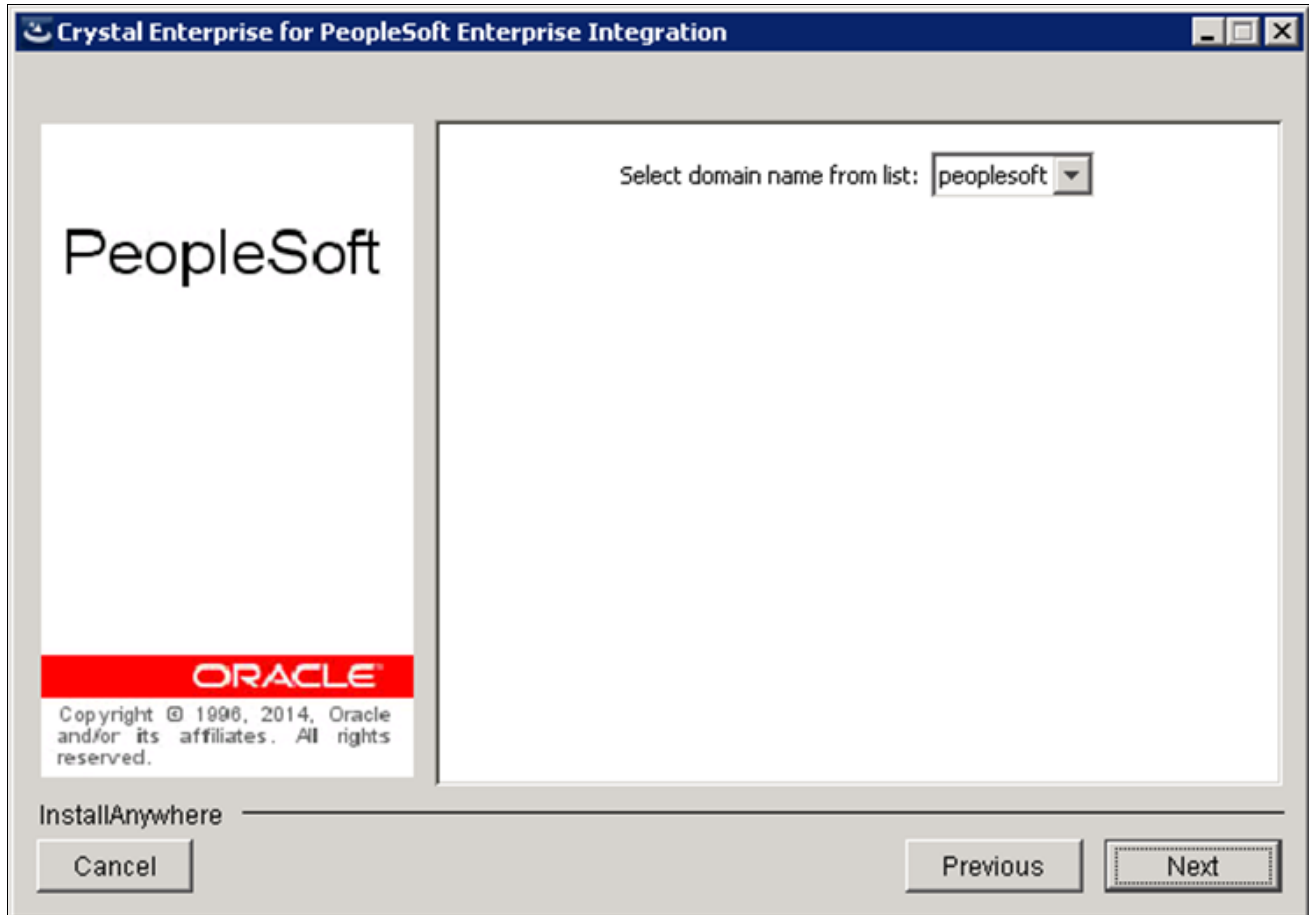 Crystal Enterprise for PeopleSoft Enterprise Integration
Select domain name from list: peoplesoft
PeopleSoft
ORACLE
Copyright © 1996, 2014, Oracle
and/or its affiliates. All rights
reserved.
InstallAnywhere
Cancel
Previous
Next